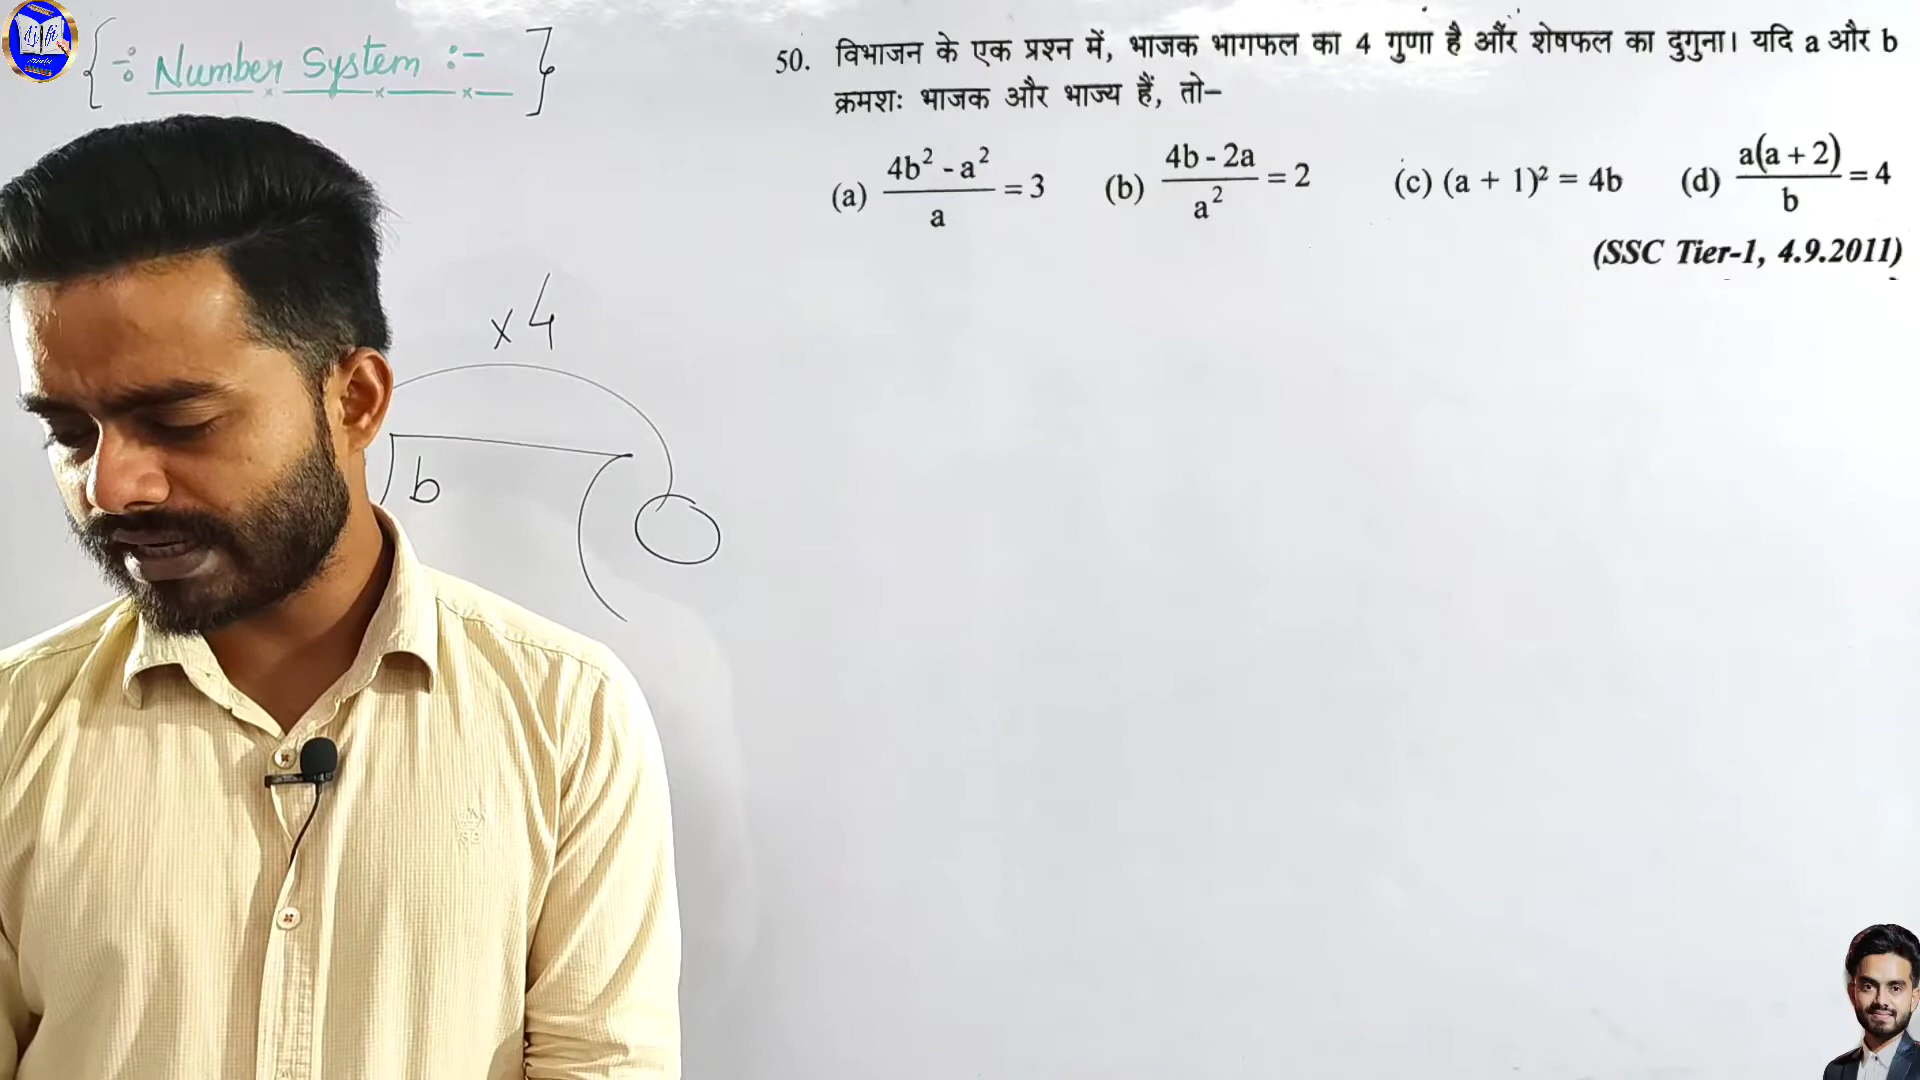 { ÷ Number System :- }
50. विभाजन के एक प्रश्न में, भाजक भागफल का 4 गुणा है और शेषफल का दुगुना। यदि a और b
क्रमशः भाजक और भाज्य हैं, तो–
(a) (4b² - a²)/a = 3 (b) (4b - 2a)/a² = 2 (c) (a + 1)² = 4b (d) a(a + 2)/b = 4
(SSC Tier-1, 4.9.2011)
x 4
b